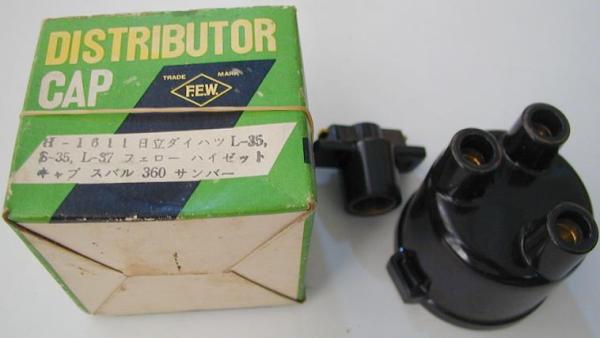 DISTRIBUTOR
CAP
TRADE MARK
F.E.W.
H-1611 日立ダイハツ L-35,
S-35, L-37 フェロー ハイゼット
キャブ スバル 360 サンバー